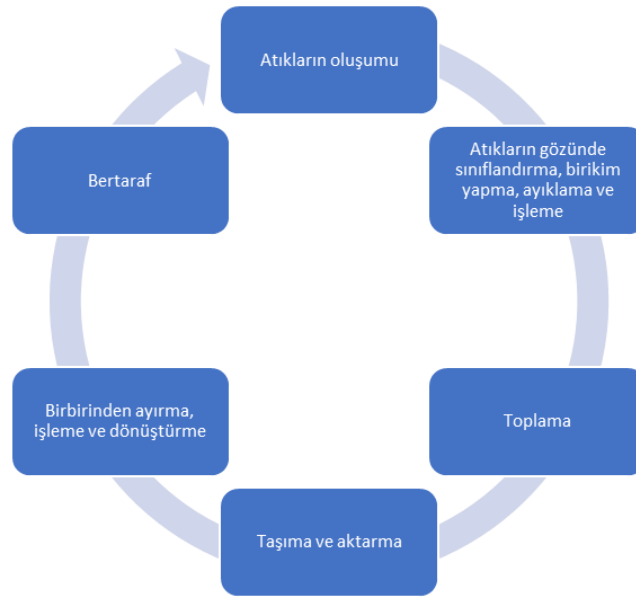 Atıkların oluşumu
Atıkların gözünde
sınıflandırma, birikim
yapma, ayıklama ve
işleme
Toplama
Taşıma ve aktarma
Birbirinden ayırma,
işleme ve dönüştürme
Bertaraf